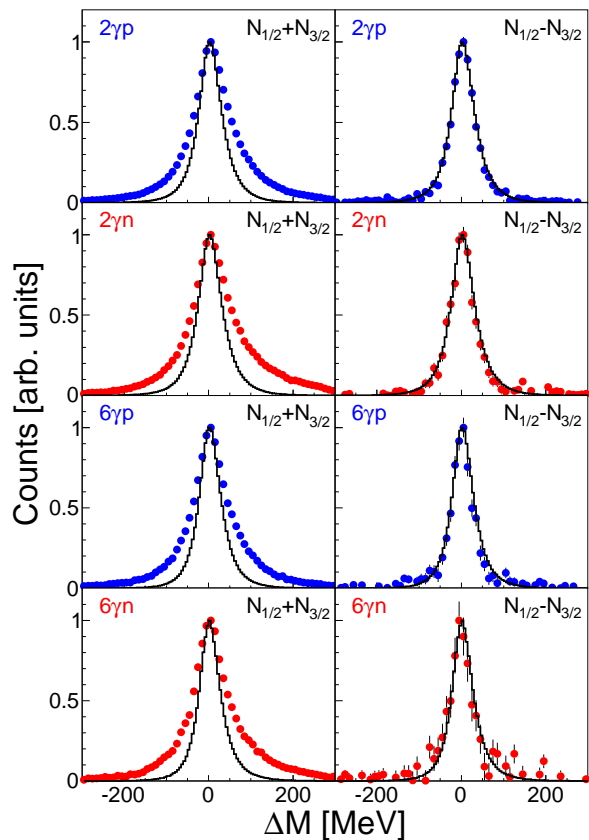 2γp N1/2+N3/2 2γp N1/2−N3/2
1
0.5
2γn N1/2+N3/2 2γn N1/2−N3/2
1
0.5
0
6γp N1/2+N3/2 6γp N1/2−N3/2
1
0.5
0
6γn N1/2+N3/2 6γn N1/2−N3/2
1
0.5
0
-200 0 200 -200 0 200
Counts [arb. units]
ΔM [MeV]